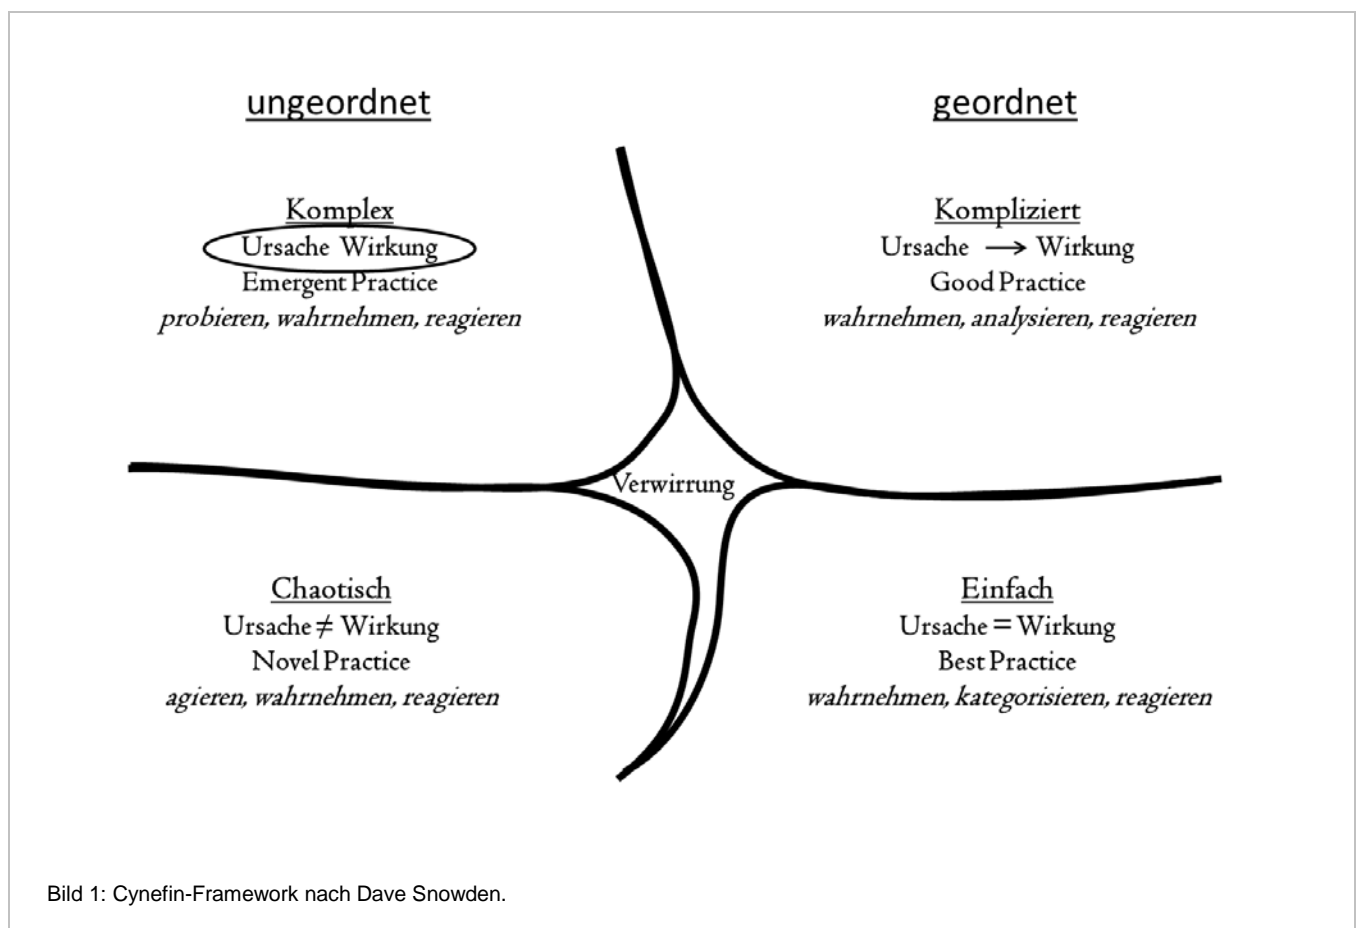 ungeordnet
geordnet
Komplex
Ursache Wirkung
Emergent Practice
probieren, wahrnehmen, reagieren
Kompliziert
Ursache → Wirkung
Good Practice
wahrnehmen, analysieren, reagieren
Verwirrung
Chaotisch
Ursache ≠ Wirkung
Novel Practice
agieren, wahrnehmen, reagieren
Einfach
Ursache = Wirkung
Best Practice
wahrnehmen, kategorisieren, reagieren
Bild 1: Cynefin-Framework nach Dave Snowden.